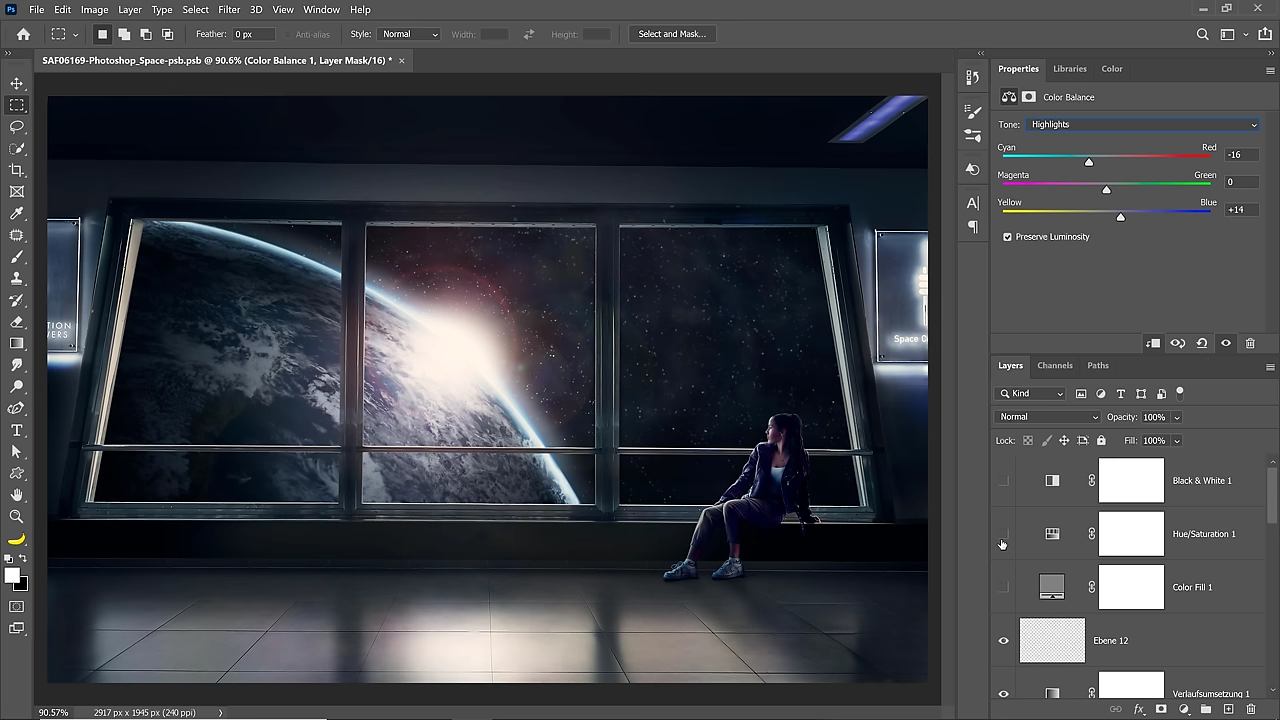 Ps File Edit Image Layer Type Select Filter 3D View Window Help
Feather: 0 px Anti-alias Style: Normal Width: Height: Select and Mask...
SAF06169-Photoshop_Space-psb.psb @ 90.6% (Color Balance 1, Layer Mask/16) * ×
Properties Libraries Color
Color Balance
Tone: Highlights
Cyan Red -16
Magenta Green 0
Yellow Blue +14
Preserve Luminosity
TION
VERS
Space C
Layers Channels Paths
Kind
Normal Opacity: 100%
Lock: Fill: 100%
Black & White 1
Hue/Saturation 1
Color Fill 1
Ebene 12
Verlaufsumsetzung 1
90.57% 2917 px x 1945 px (240 ppi)